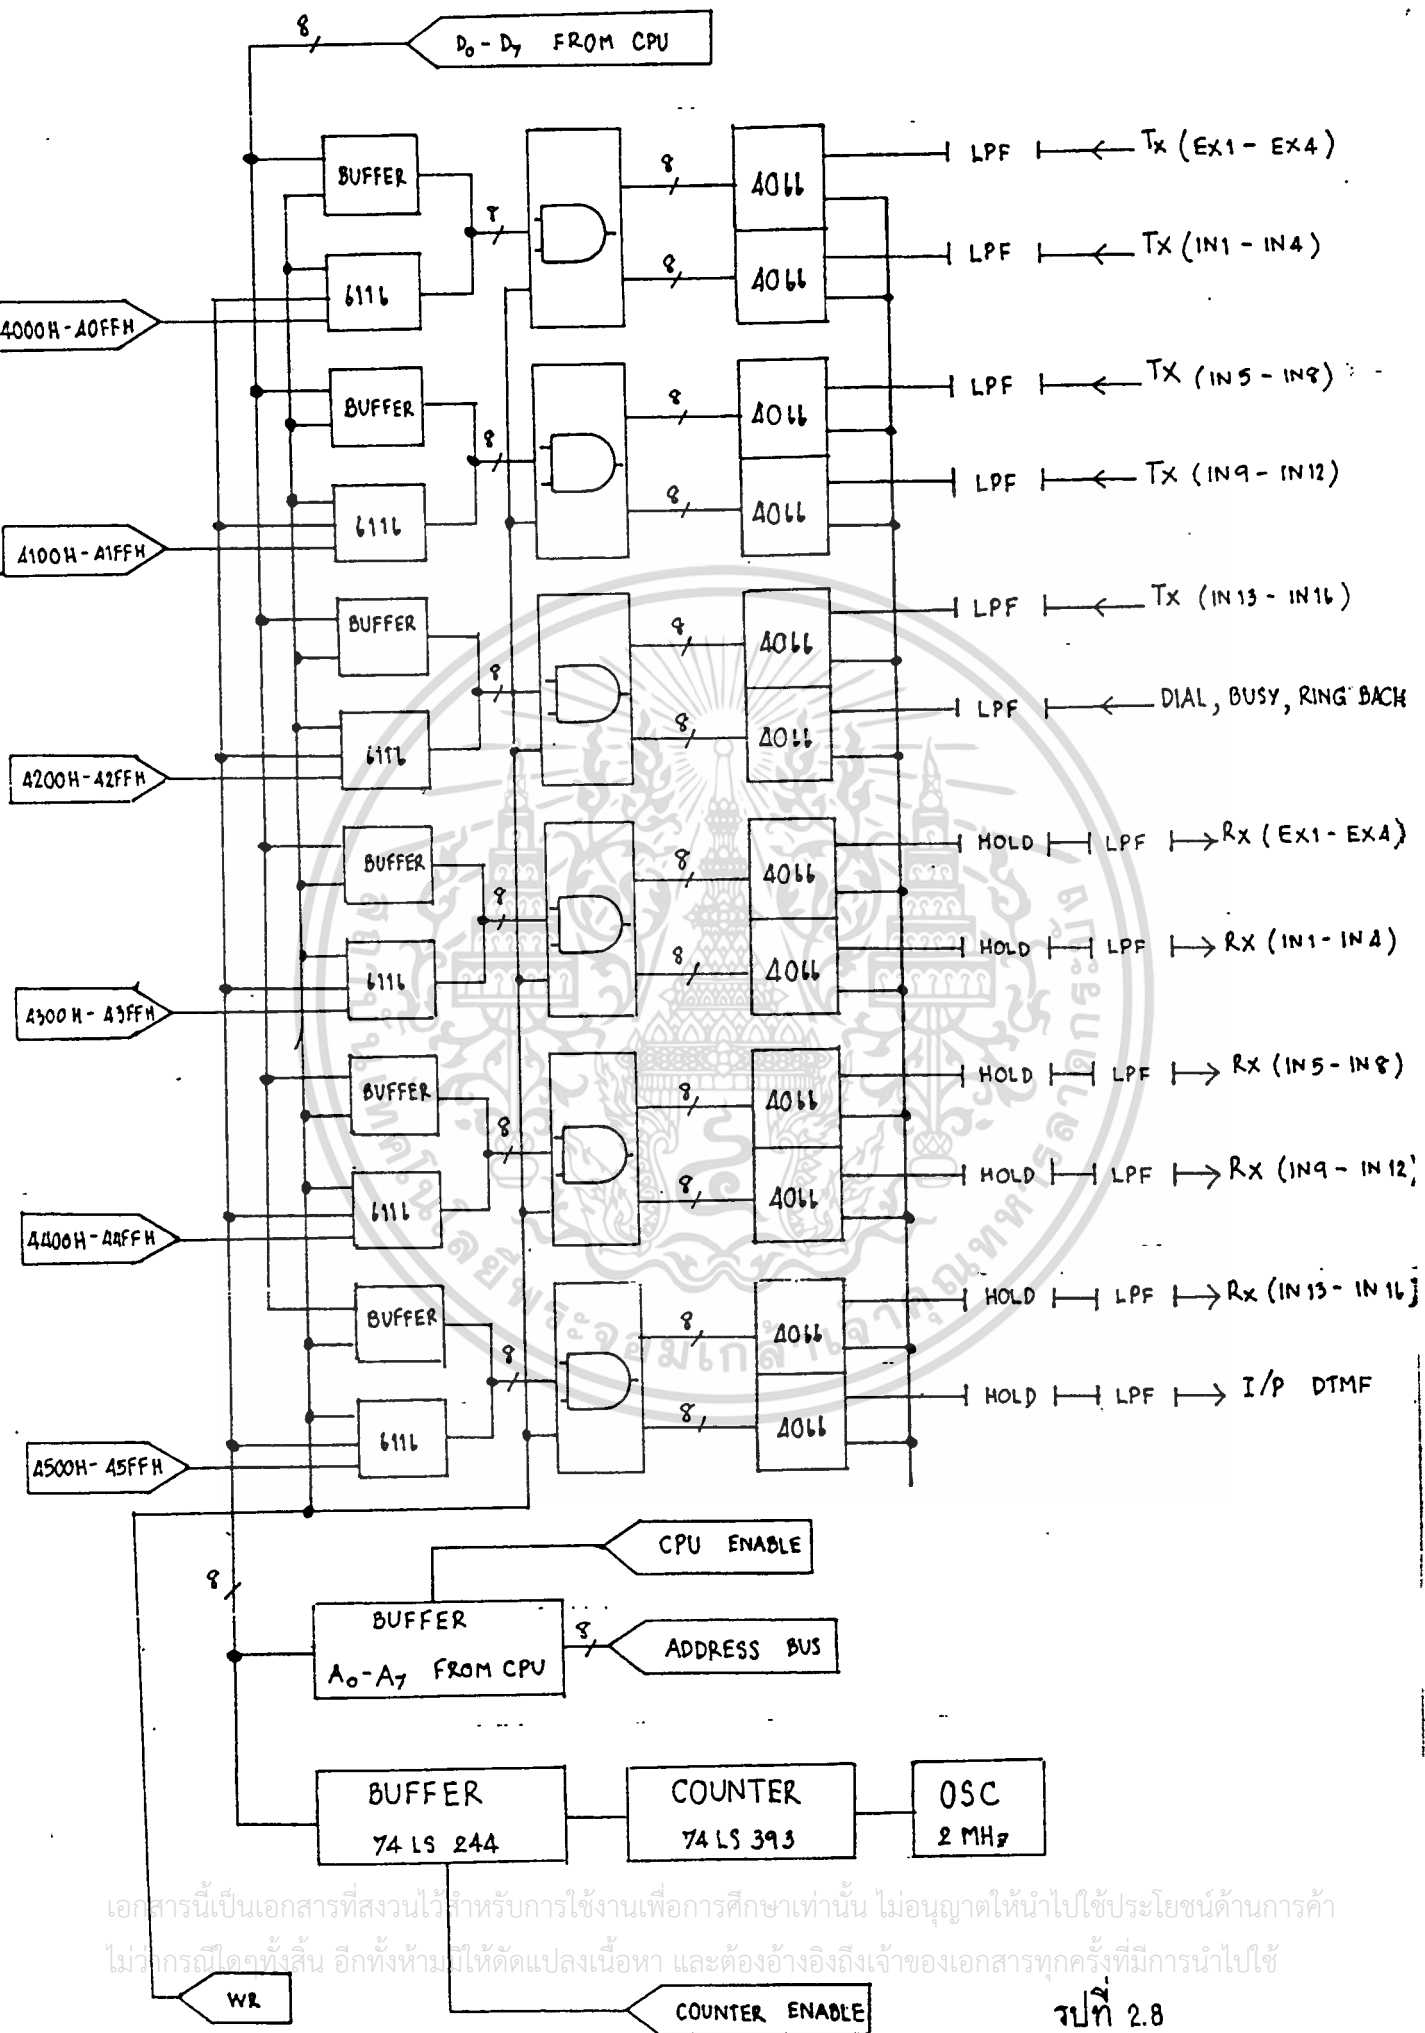 8
D0 - D7 FROM CPU
BUFFER
8
8
4066
LPF
Tx (EX1 - EX4)
6116
8
4066
LPF
Tx (IN1 - IN4)
4000H - 40FFH
BUFFER
8
8
4066
LPF
Tx (IN5 - IN8)
6116
8
4066
LPF
Tx (IN9 - IN12)
4100H - 41FFH
BUFFER
8
8
4066
LPF
Tx (IN13 - IN16)
6116
8
4066
LPF
DIAL, BUSY, RING BACH
4200H - 42FFH
BUFFER
8
8
4066
HOLD
LPF
Rx (EX1 - EX4)
6116
8
4066
HOLD
LPF
Rx (IN1 - IN4)
4300H - 43FFH
BUFFER
8
8
4066
HOLD
LPF
Rx (IN5 - IN8)
6116
8
4066
HOLD
LPF
Rx (IN9 - IN12)
4400H - 44FFH
BUFFER
8
8
4066
HOLD
LPF
Rx (IN13 - IN16)
6116
8
4066
HOLD
LPF
I/P DTMF
4500H - 45FFH
CPU ENABLE
8
BUFFER
A0 - A7 FROM CPU
8
ADDRESS BUS
BUFFER
74 LS 244
COUNTER
74 LS 393
OSC
2 MHz
เอกสารนี้เป็นเอกสารที่สงวนไว้สำหรับการใช้งานเพื่อการศึกษาเท่านั้น ไม่อนุญาตให้นำไปใช้ประโยชน์ด้านการค้า
ไม่ว่ากรณีใดๆทั้งสิ้น อีกทั้งห้ามมิให้ดัดแปลงเนื้อหา และต้องอ้างอิงถึงเจ้าของเอกสารทุกครั้งที่มีการนำไปใช้
WR
COUNTER ENABLE
รูปที่ 2.8